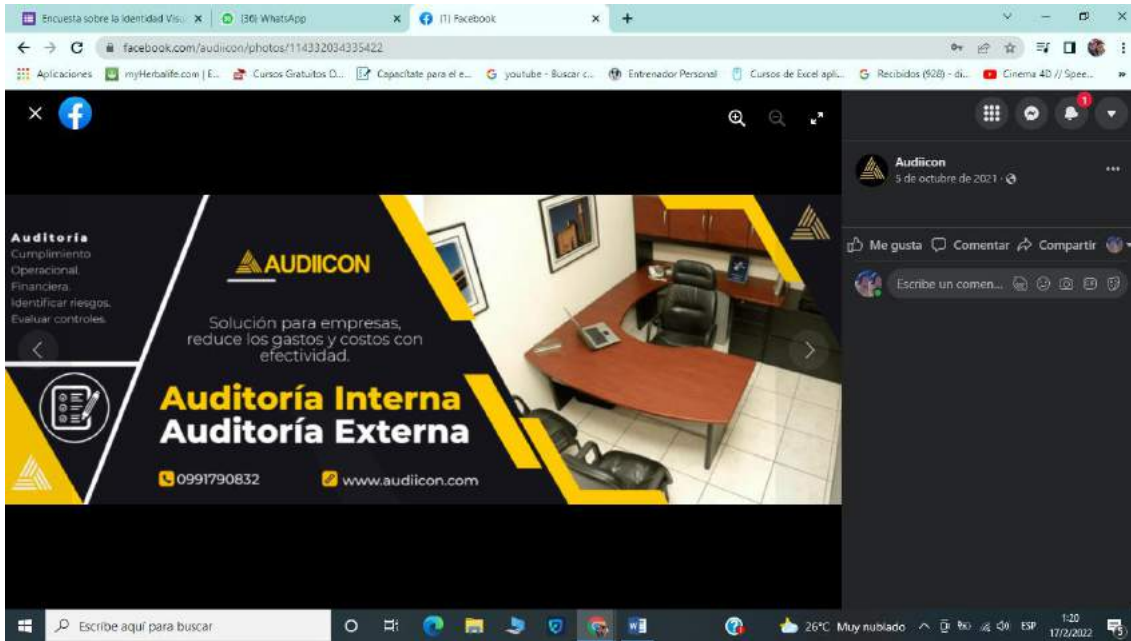 Encuesta sobre la Identidad Visu
(36) WhatsApp
(1) Facebook
facebook.com/audiicon/photos/114332034335422
Aplicaciones
myHerbalife.com | E...
Cursos Gratuitos O...
Capacítate para el e...
youtube - Buscar c...
Entrenador Personal
Cursos de Excel apli...
Recibidos (928) - di...
Cinema 4D // Spee...
1
Audiicon
5 de octubre de 2021
Me gusta
Comentar
Compartir
Escribe un comen...
Auditoría
Cumplimiento
Operacional.
Financiera.
Identificar riesgos.
Evaluar controles.
AUDIICON
Solución para empresas,
reduce los gastos y costos con
efectividad.
Auditoría Interna
Auditoría Externa
0991790832
www.audiicon.com
Escribe aquí para buscar
26°C Muy nublado
ESP
1:20
17/2/2022
5